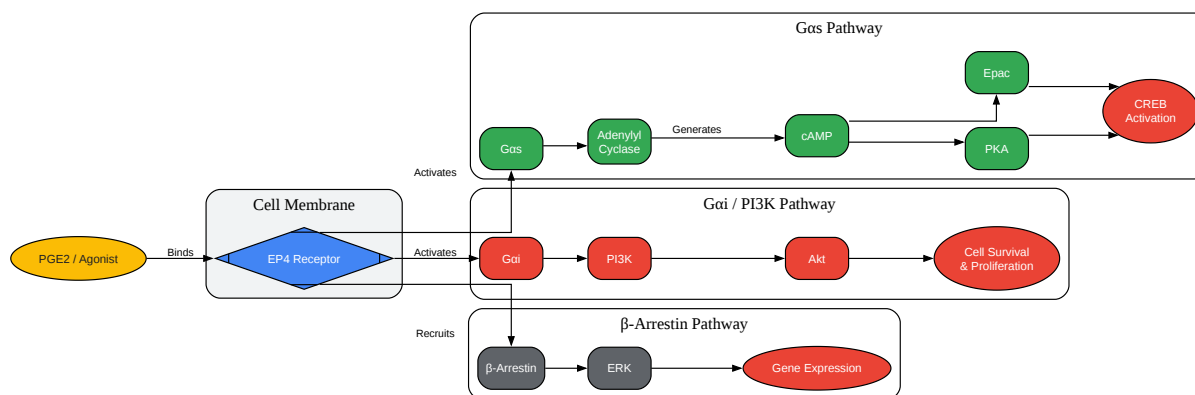 Gαs Pathway
Epac
CREB
Activation
Gαs
Adenylyl
Cyclase
Generates
cAMP
PKA
Activates
Cell Membrane
Gαi / PI3K Pathway
PGE2 / Agonist
Binds
EP4 Receptor
Activates
Gαi
PI3K
Akt
Cell Survival
& Proliferation
β-Arrestin Pathway
Recruits
β-Arrestin
ERK
Gene Expression